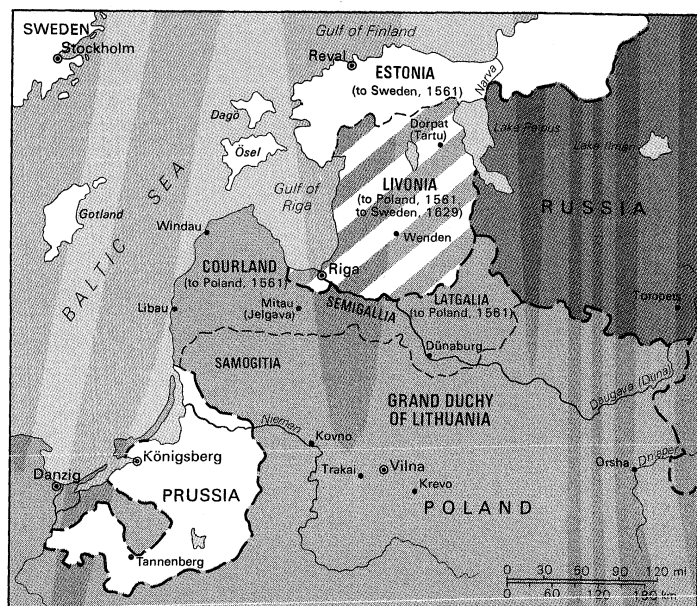 SWEDEN
Stockholm
Gulf of Finland
Reval
ESTONIA
(to Sweden, 1561)
Narva
Dagö
Ösel
Dorpat
(Tartu)
Lake Peipus
Lake Ilman
Gotland
BALTIC SEA
Gulf of
Riga
LIVONIA
(to Poland, 1561
to Sweden, 1629)
RUSSIA
Windau
Wenden
COURLAND
(to Poland, 1561)
Riga
Libau
Mitau
(Jelgava)
SEMIGALLIA
LATGALIA
(to Poland, 1561)
Toropets
Dünaburg
SAMOGITIA
Daugava (Düna)
GRAND DUCHY
OF LITHUANIA
Niemen
Kovno
Königsberg
Danzig
Trakai
Vilna
Krevo
Orsha
Dnieper
PRUSSIA
POLAND
Tannenberg
0 30 60 90 120 mi
0 60 120 180 km